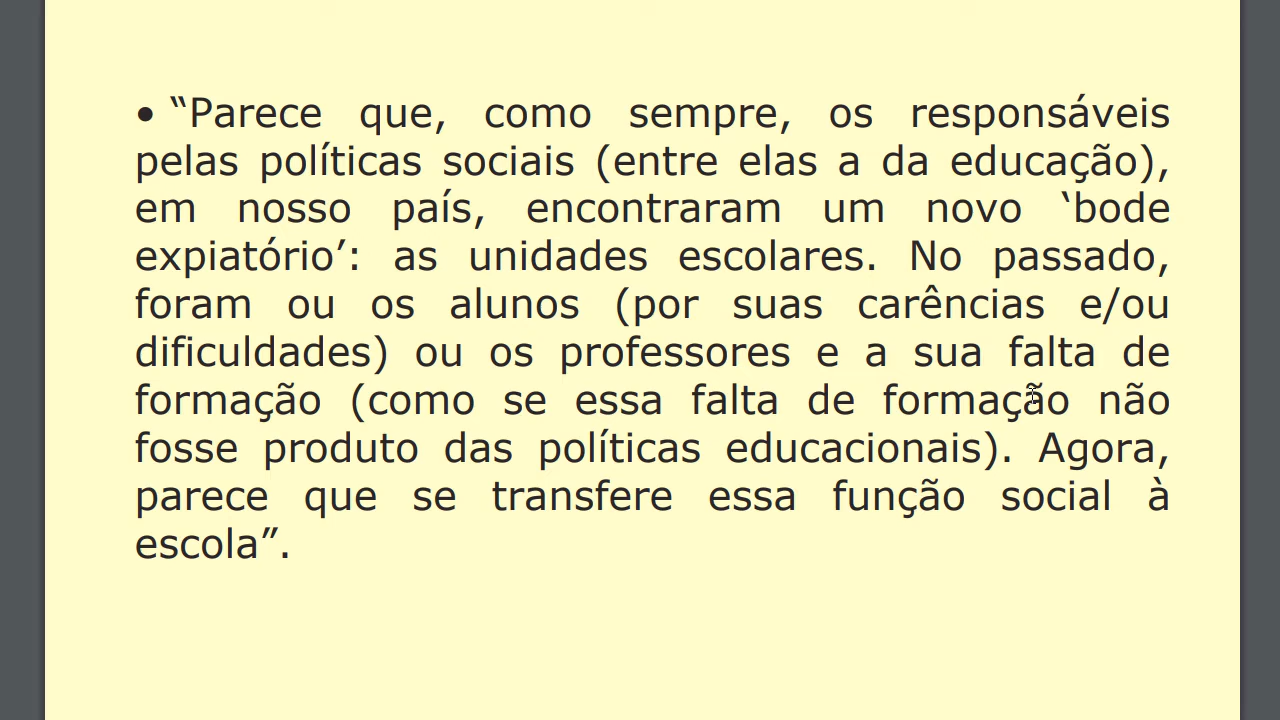 • “Parece que, como sempre, os responsáveis
pelas políticas sociais (entre elas a da educação),
em nosso país, encontraram um novo ‘bode
expiatório’: as unidades escolares. No passado,
foram ou os alunos (por suas carências e/ou
dificuldades) ou os professores e a sua falta de
formação (como se essa falta de formação não
fosse produto das políticas educacionais). Agora,
parece que se transfere essa função social à
escola”.